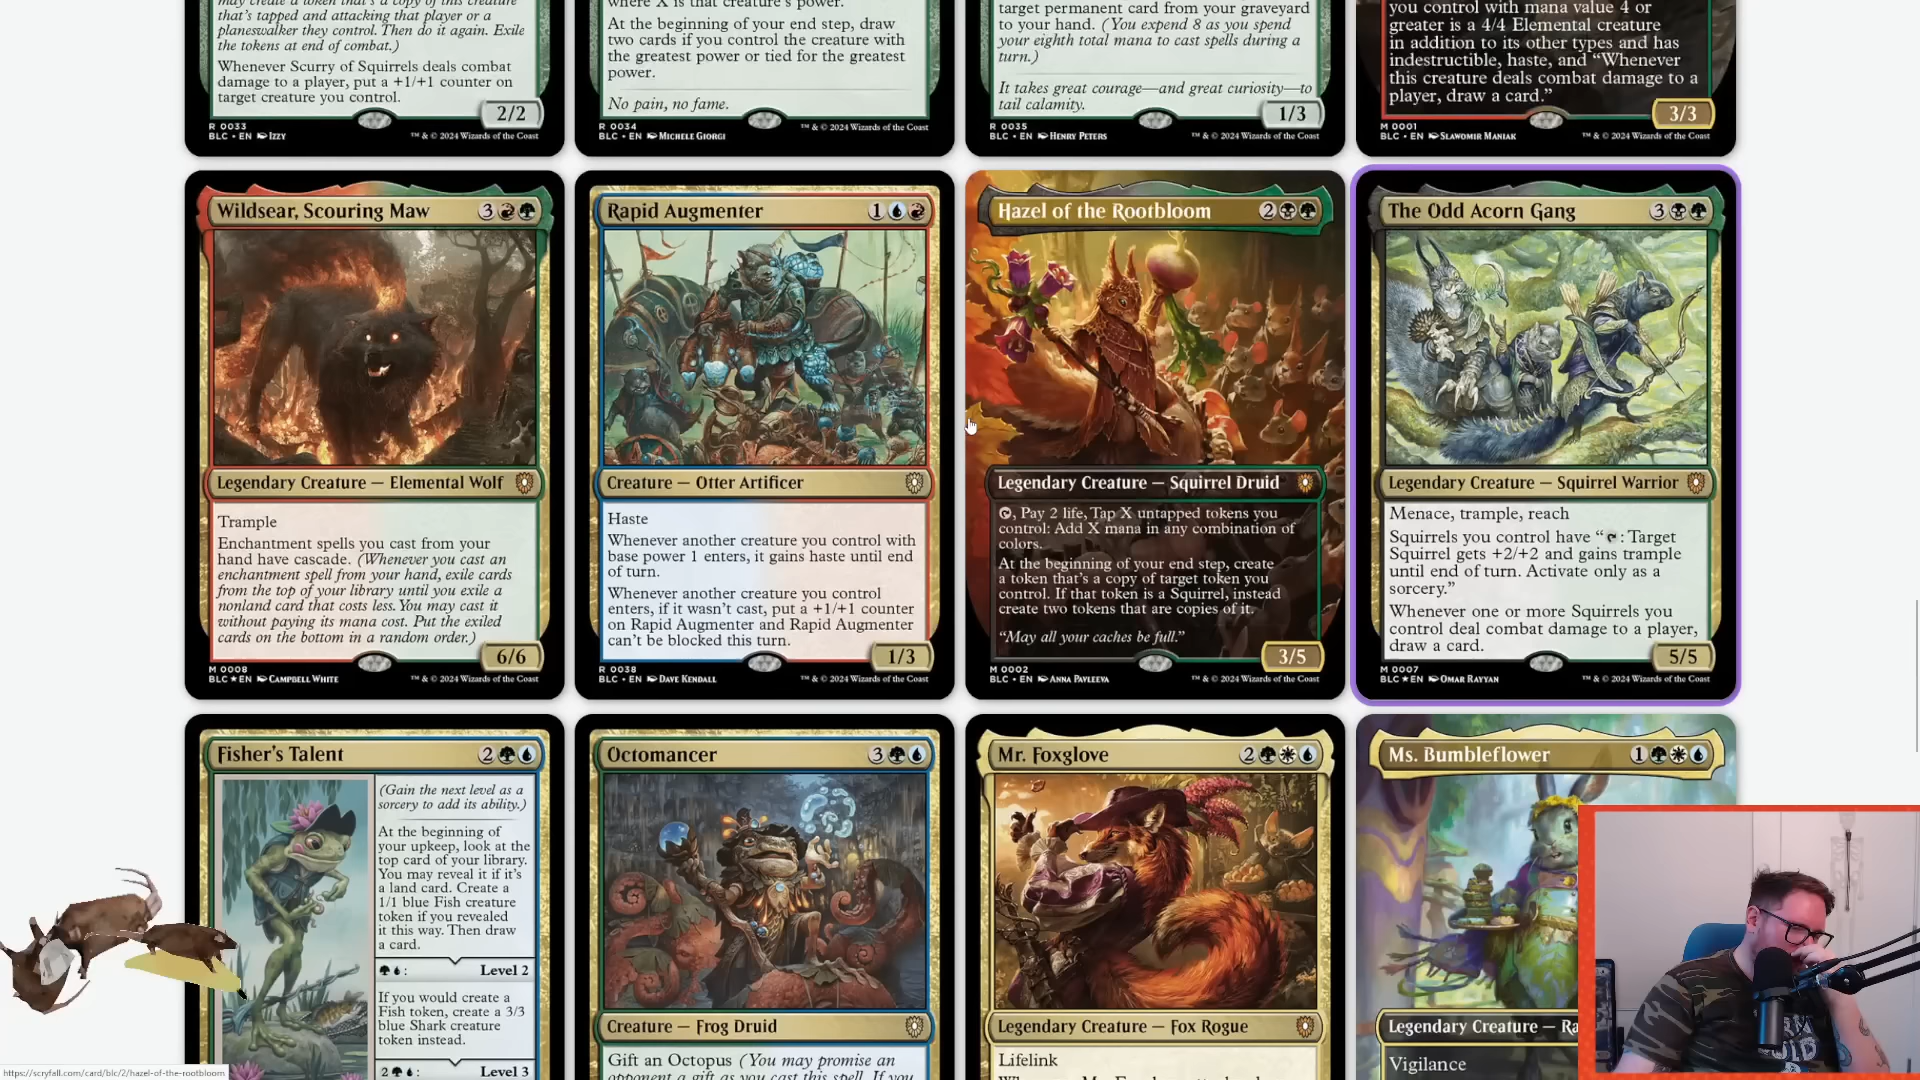 may create a token that's a copy of this creature
that's tapped and attacking that player or a
planeswalker they control. Then do it again. Exile
the tokens at end of combat.)
Whenever Scurry of Squirrels deals combat
damage to a player, put a +1/+1 counter on
target creature you control.
2/2
R 0033
BLC • EN IZZY
™ & © 2024 Wizards of the Coast
where X is that creature's power.
At the beginning of your end step, draw
two cards if you control the creature with
the greatest power or tied for the greatest
power.
No pain, no fame.
R 0034
BLC • EN MICHELE GIORGI
™ & © 2024 Wizards of the Coast
target permanent card from your graveyard
to your hand. (You expend 8 as you spend
your eighth total mana to cast spells during a
turn.)
It takes great courage—and great curiosity—to
tail calamity.
1/3
R 0035
BLC • EN HENRY PETERS
™ & © 2024 Wizards of the Coast
you control with mana value 4 or
greater is a 4/4 Elemental creature
in addition to its other types and has
indestructible, haste, and “Whenever
this creature deals combat damage to a
player, draw a card.”
3/3
M 0001
BLC • EN SLAWOMIR MANIAK
™ & © 2024 Wizards of the Coast
Wildsear, Scouring Maw 3
Legendary Creature — Elemental Wolf
Trample
Enchantment spells you cast from your
hand have cascade. (Whenever you cast an
enchantment spell from your hand, exile cards
from the top of your library until you exile a
nonland card that costs less. You may cast it
without paying its mana cost. Put the exiled
cards on the bottom in a random order.)
6/6
M 0008
BLC ★ EN CAMPBELL WHITE
™ & © 2024 Wizards of the Coast
Rapid Augmenter 1
Creature — Otter Artificer
Haste
Whenever another creature you control with
base power 1 enters, it gains haste until end
of turn.
Whenever another creature you control
enters, if it wasn't cast, put a +1/+1 counter
on Rapid Augmenter and Rapid Augmenter
can't be blocked this turn.
1/3
R 0038
BLC • EN DAVE KENDALL
™ & © 2024 Wizards of the Coast
Hazel of the Rootbloom 2
Legendary Creature — Squirrel Druid
, Pay 2 life, Tap X untapped tokens you
control: Add X mana in any combination of
colors.
At the beginning of your end step, create
a token that's a copy of target token you
control. If that token is a Squirrel, instead
create two tokens that are copies of it.
“May all your caches be full.”
3/5
M 0002
BLC • EN ANNA PAVLEEVA
™ & © 2024 Wizards of the Coast
The Odd Acorn Gang 3
Legendary Creature — Squirrel Warrior
Menace, trample, reach
Squirrels you control have “ : Target
Squirrel gets +2/+2 and gains trample
until end of turn. Activate only as a
sorcery.”
Whenever one or more Squirrels you
control deal combat damage to a player,
draw a card.
5/5
M 0007
BLC ★ EN OMAR RAYYAN
™ & © 2024 Wizards of the Coast
Fisher's Talent 2
(Gain the next level as a
sorcery to add its ability.)
At the beginning of
your upkeep, look at the
top card of your library.
You may reveal it if it's
a land card. Create a
1/1 blue Fish creature
token if you revealed
it this way. Then draw
a card.
: Level 2
If you would create a
Fish token, create a 3/3
blue Shark creature
token instead.
2 : Level 3
Octomancer 3
Creature — Frog Druid
Gift an Octopus (You may promise an
opponent a gift as you cast this spell. If you
Mr. Foxglove 2
Legendary Creature — Fox Rogue
Lifelink
Ms. Bumbleflower 1
Legendary Creature — Ra
Vigilance
https://scryfall.com/card/blc/2/hazel-of-the-rootbloom